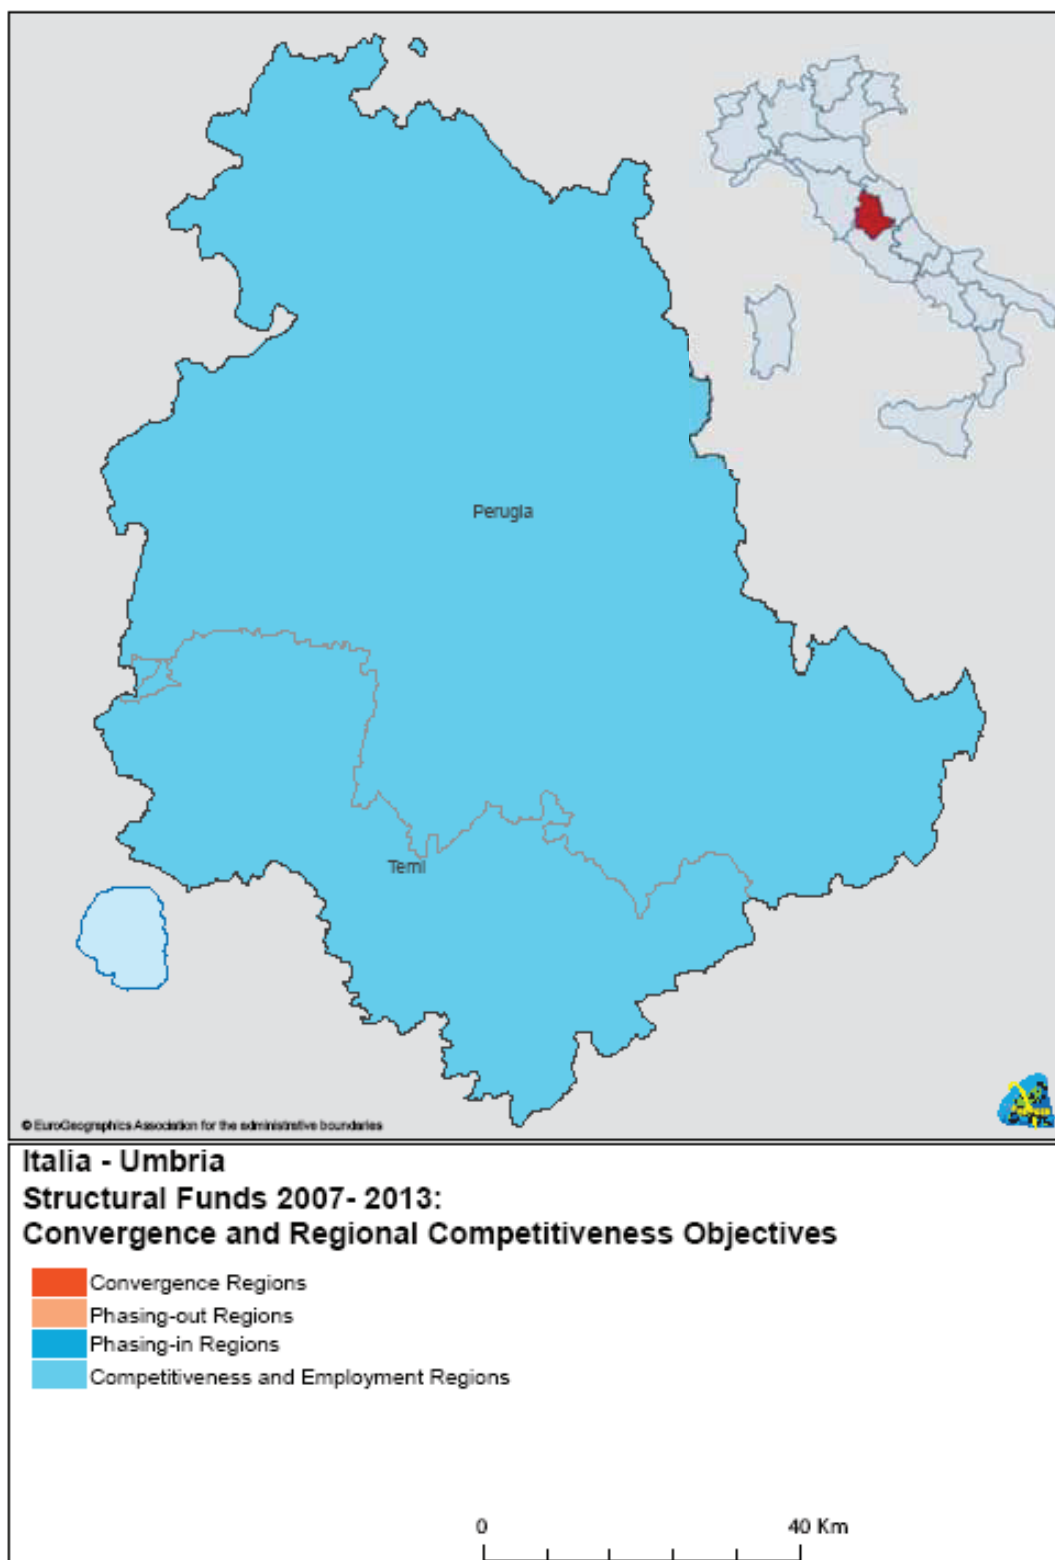 Perugia
Terni
© EuroGeographics Association for the administrative boundaries
Italia - Umbria
Structural Funds 2007- 2013:
Convergence and Regional Competitiveness Objectives
Convergence Regions
Phasing-out Regions
Phasing-in Regions
Competitiveness and Employment Regions
0 40 Km